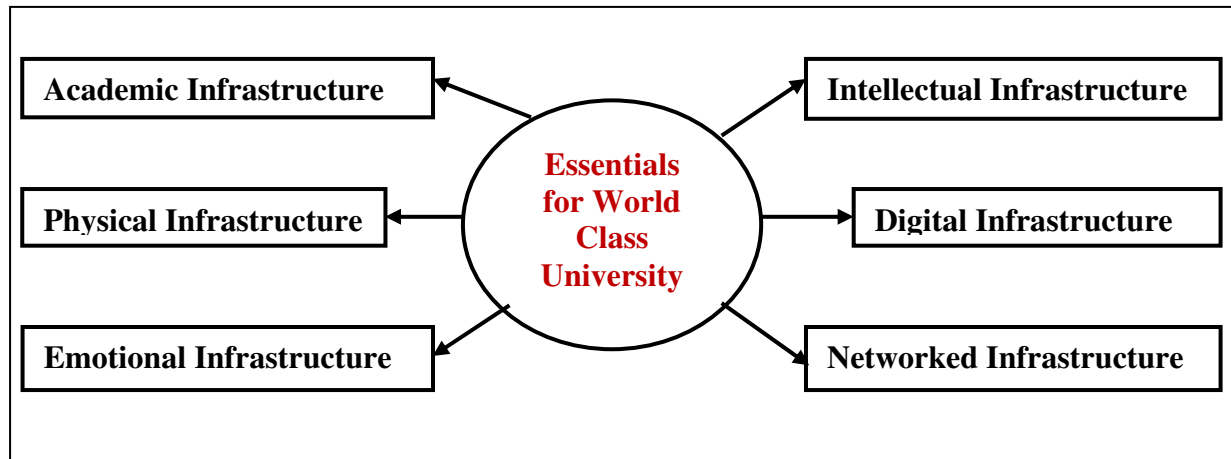 Academic Infrastructure
Intellectual Infrastructure
Essentials
for World
Class
University
Physical Infrastructure
Digital Infrastructure
Emotional Infrastructure
Networked Infrastructure